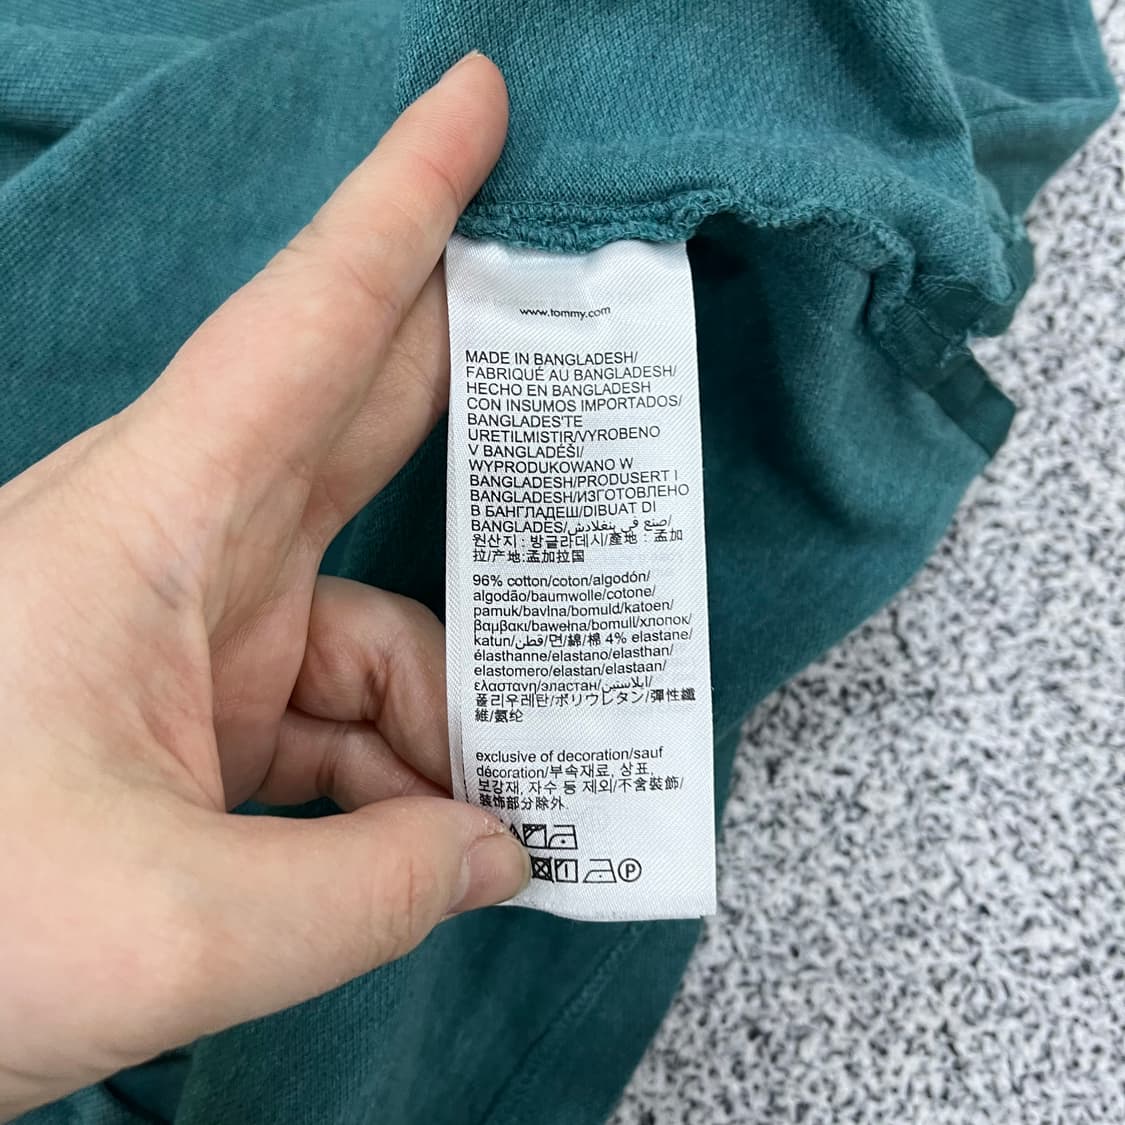 www.tommy.com
MADE IN BANGLADESH/
FABRIQUÉ AU BANGLADESH/
HECHO EN BANGLADESH
CON INSUMOS IMPORTADOS/
BANGLADES'TE
URETILMISTIR/VYROBENO
V BANGLADÉŠI/
WYPRODUKOWANO W
BANGLADESH/PRODUSERT I
BANGLADESH/ИЗГОТОВЛЕНО
В БАНГЛАДЕШ/DIBUAT DI
BANGLADES/صنع في بنغلاديش/
원산지 : 방글라데시/產地 : 孟加
拉/产地:孟加拉国
96% cotton/coton/algodón/
algodão/baumwolle/cotone/
pamuk/bavlna/bomuld/katoen/
βαμβακι/bawełna/bomull/хлопок/
katun/قطن/면/綿/棉 4% elastane/
élasthanne/elastano/elasthan/
elastomero/elastan/elastaan/
ελαστανη/эластан/ايلاستين/
폴리우레탄/ポリウレタン/彈性纖
維/氨纶
exclusive of decoration/sauf
décoration/부속재료, 상표,
보강재, 자수 등 제외/不含裝飾/
装饰部分除外.
P